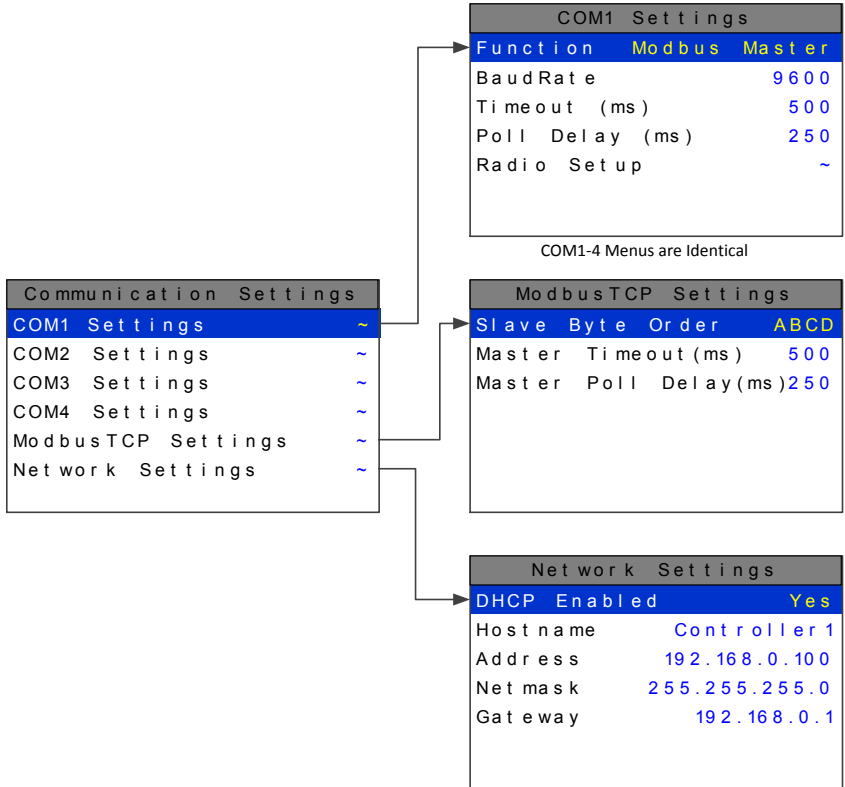 COM1 Settings
Function Modbus Master
BaudRate 9600
Timeout (ms) 500
Poll Delay (ms) 250
Radio Setup ~
COM1-4 Menus are Identical
Communication Settings
COM1 Settings ~
COM2 Settings ~
COM3 Settings ~
COM4 Settings ~
ModbusTCP Settings ~
Network Settings ~
ModbusTCP Settings
Slave Byte Order ABCD
Master Timeout(ms) 500
Master Poll Delay(ms)250
Network Settings
DHCP Enabled Yes
Hostname Controller1
Address 192.168.0.100
Netmask 255.255.255.0
Gateway 192.168.0.1